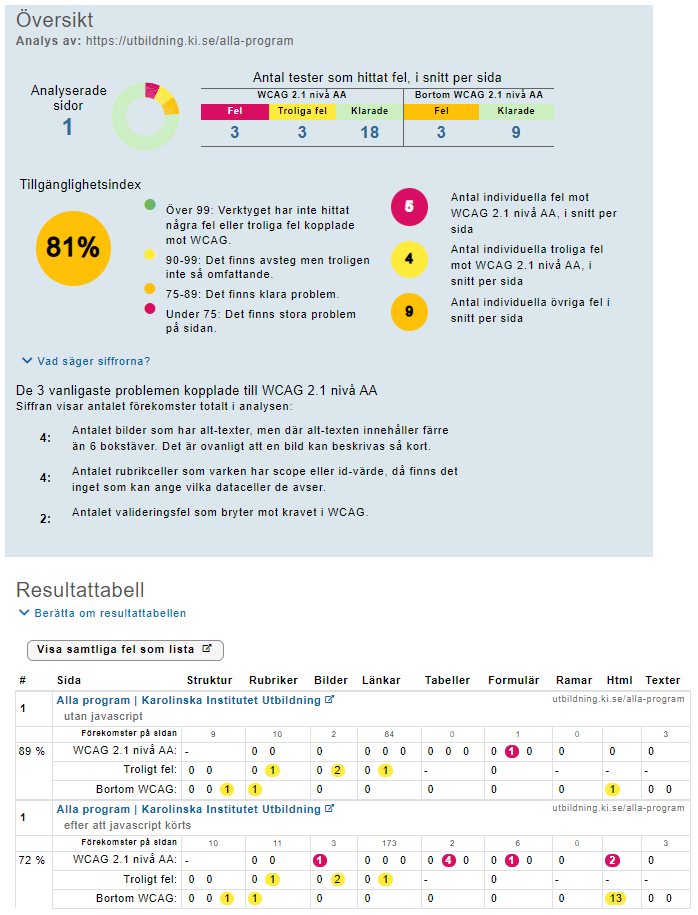 Översikt
Analys av: https://utbildning.ki.se/alla-program
Analyserade
sidor
1
Antal tester som hittat fel, i snitt per sida
WCAG 2.1 nivå AA Bortom WCAG 2.1 nivå AA
Fel Troliga fel Klarade Fel Klarade
3 3 18 3 9
Tillgänglighetsindex
81%
Över 99: Verktyget har inte hittat
några fel eller troliga fel kopplade
mot WCAG.
90-99: Det finns avsteg men troligen
inte så omfattande.
75-89: Det finns klara problem.
Under 75: Det finns stora problem
på sidan.
5
Antal individuella fel mot
WCAG 2.1 nivå AA, i snitt per
sida
4
Antal individuella troliga fel
mot WCAG 2.1 nivå AA, i
snitt per sida
9
Antal individuella övriga fel i
snitt per sida
Vad säger siffrorna?
De 3 vanligaste problemen kopplade till WCAG 2.1 nivå AA
Siffran visar antalet förekomster totalt i analysen:
4: Antalet bilder som har alt-texter, men där alt-texten innehåller färre
än 6 bokstäver. Det är ovanligt att en bild kan beskrivas så kort.
4: Antalet rubrikceller som varken har scope eller id-värde, då finns det
inget som kan ange vilka dataceller de avser.
2: Antalet valideringsfel som bryter mot kravet i WCAG.
Resultattabell
Berätta om resultattabellen
Visa samtliga fel som lista
# Sida Struktur Rubriker Bilder Länkar Tabeller Formulär Ramar Html Texter
1 Alla program | Karolinska Institutet Utbildning utbildning.ki.se/alla-program
utan javascript
Förekomster på sidan 9 10 2 84 0 1 0 3
89 % WCAG 2.1 nivå AA: - 0 0 0 0 0 0 0 0 0 0 1 0 0 0 0
Troligt fel: 0 0 0 1 0 2 0 1 - 0 - - -
Bortom WCAG: 0 0 1 1 0 0 0 0 0 1 0 0
1 Alla program | Karolinska Institutet Utbildning utbildning.ki.se/alla-program
efter att javascript körts
Förekomster på sidan 10 11 3 173 2 6 0 3
72 % WCAG 2.1 nivå AA: - 0 0 1 0 0 0 0 4 0 0 1 0 0 2 0
Troligt fel: 0 0 0 1 0 2 0 1 - 0 - - -
Bortom WCAG: 0 0 1 1 0 0 0 0 0 13 0 0